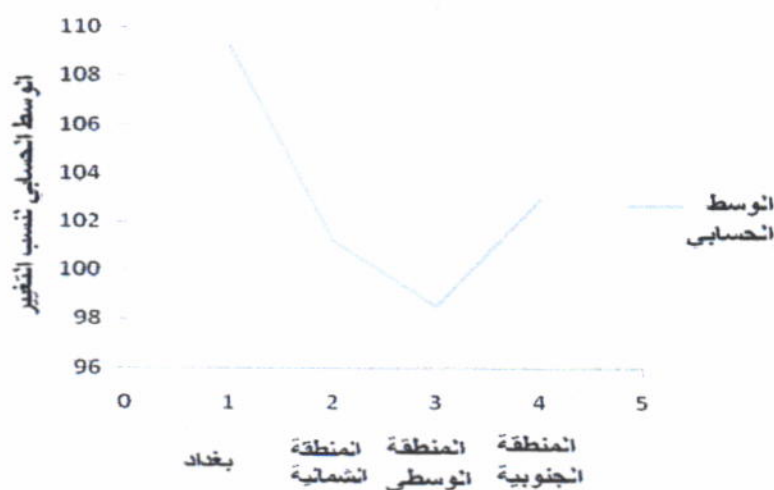 110
108
106
104
102
100
98
96
الوسط الحسابي لنسب التغيير
0 1 2 3 4 5
بغداد
المنطقة الشمالية
المنطقة الوسطى
المنطقة الجنوبية
الوسط
الحسابي